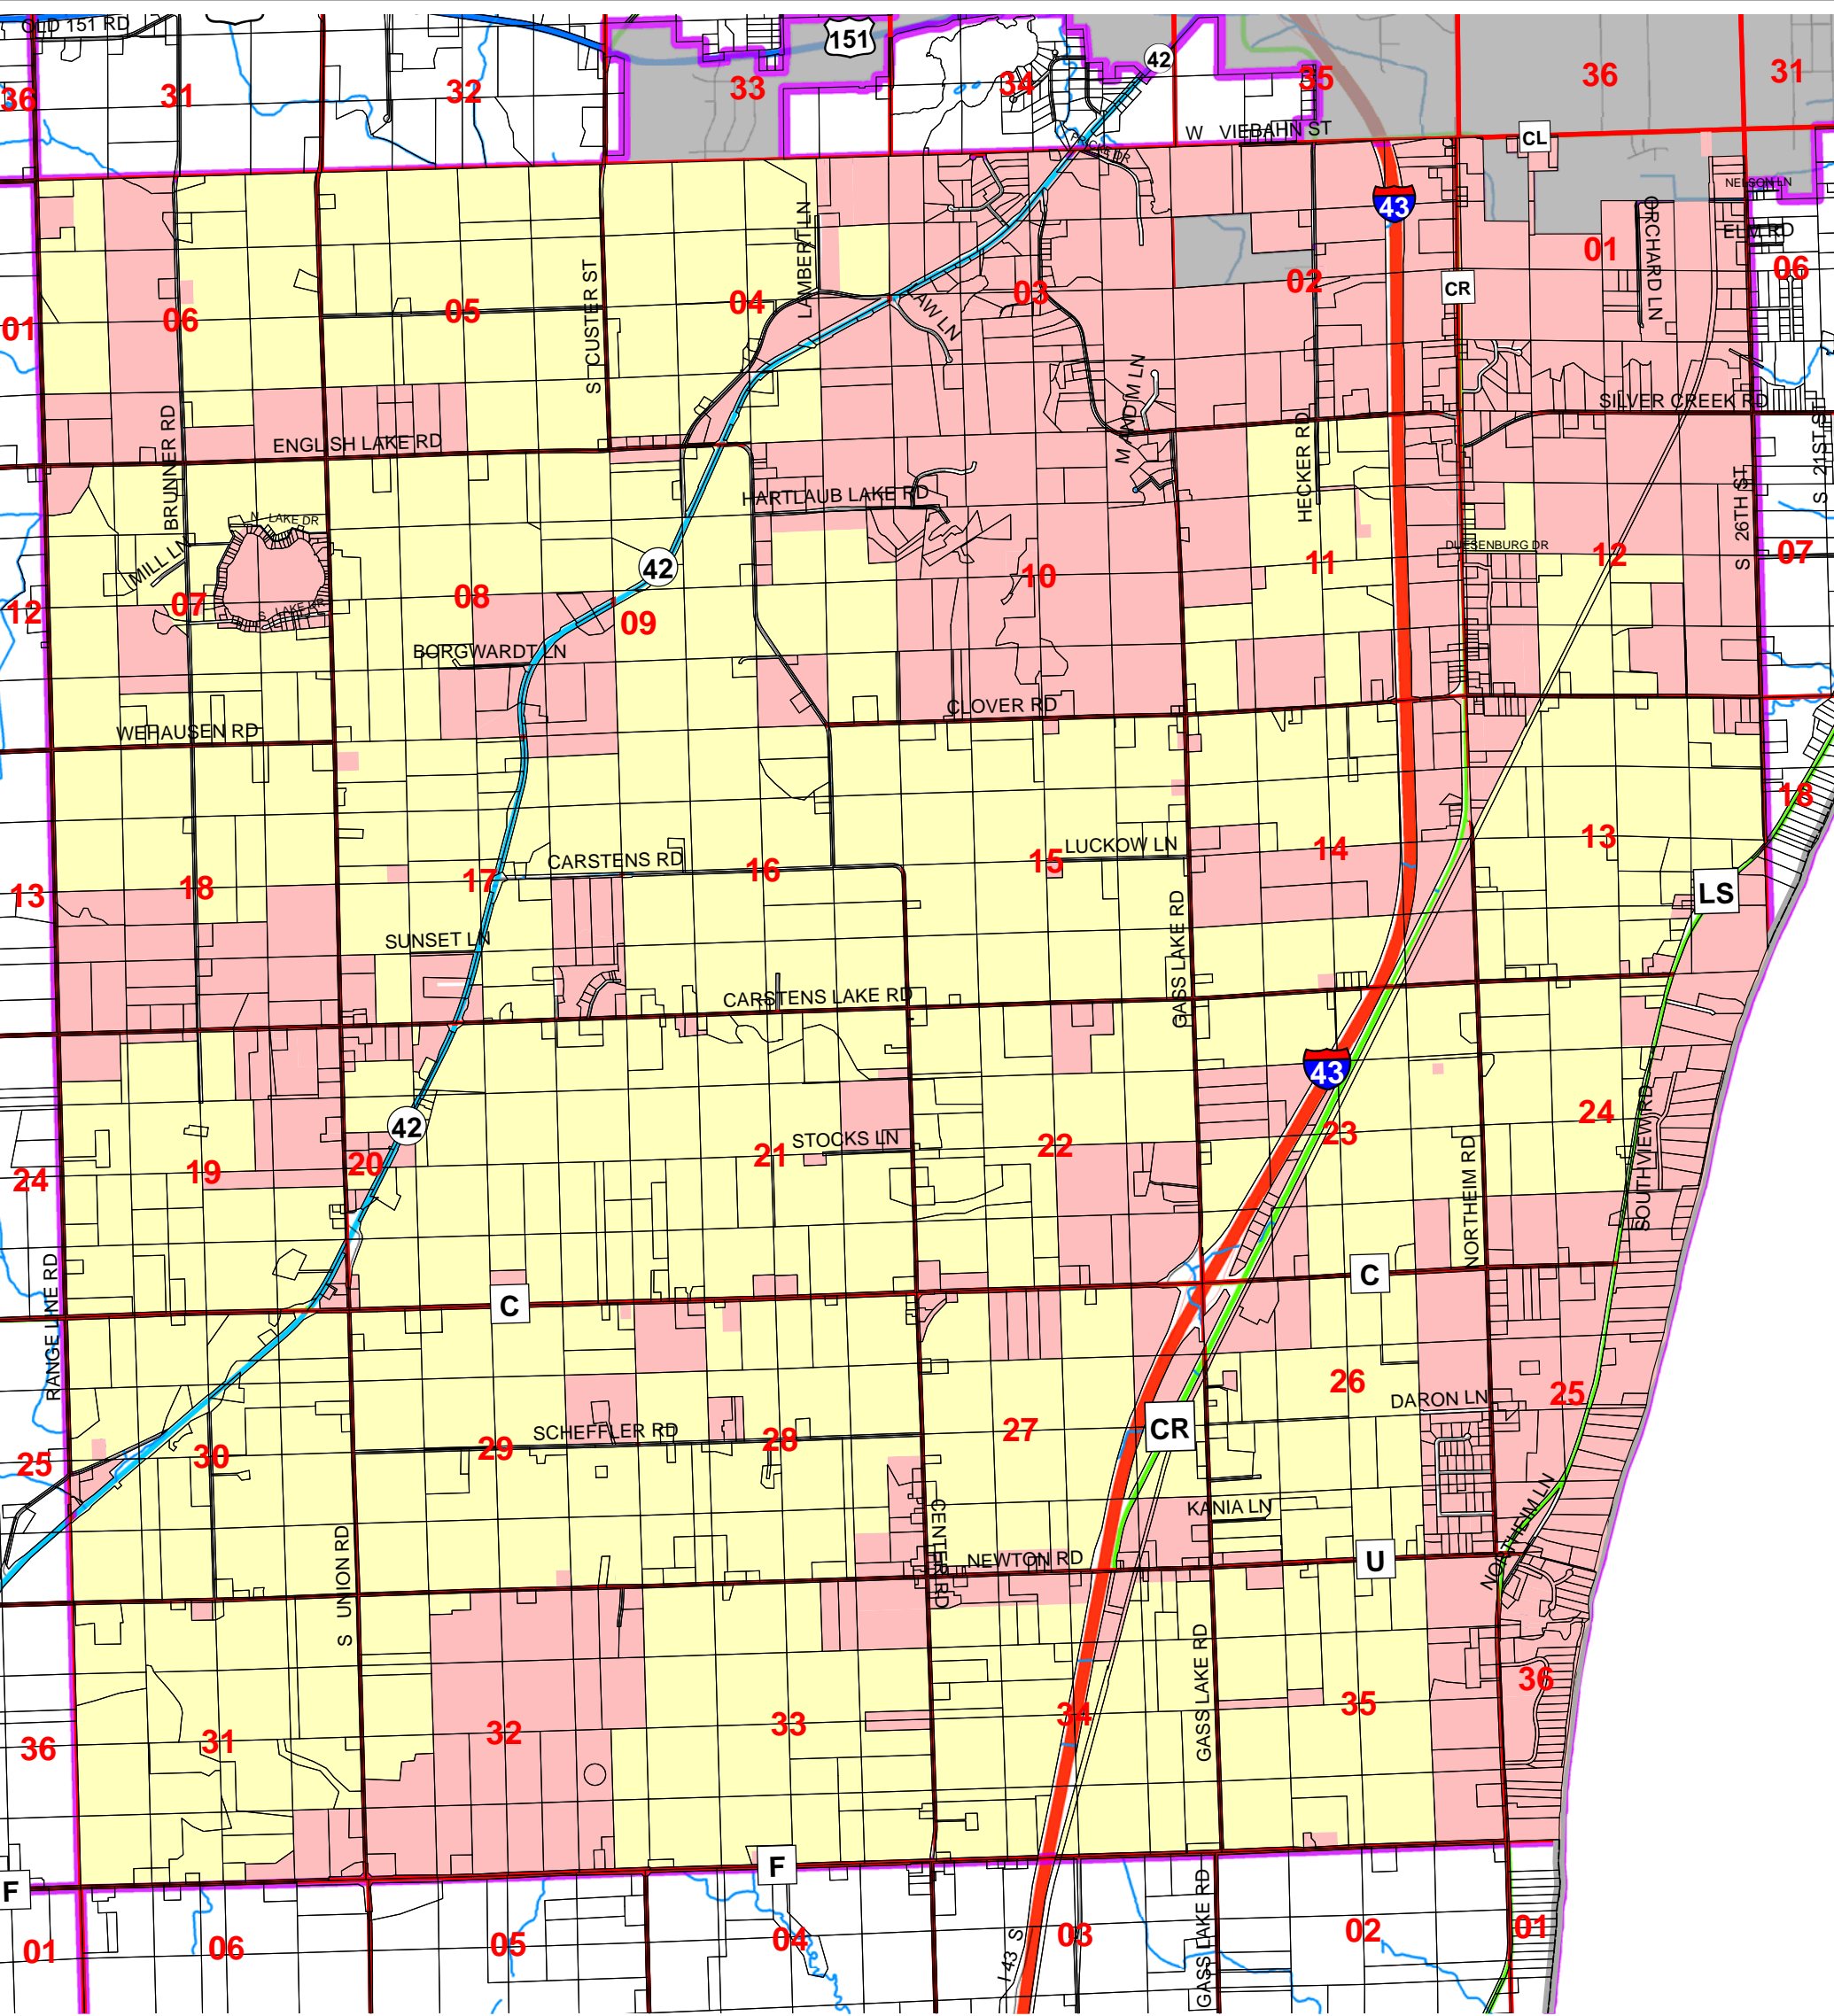 OLD 151 RD
151
42
36
31
32
33
34
35
36
31
W VIEBAHN ST
CL
NELSON LN
43
ORCHARD LN
ELM RD
LAMBERT LN
S CUSTER ST
01
06
05
04
03
02
CR
01
06
LAW LN
M AND M LN
SILVER CREEK RD
S 21ST ST
BRUNNER RD
ENGLISH LAKE RD
HECKER RD
HARTLAUB LAKE RD
S 26TH ST
N LAKE DR
MILL LN
42
DUESENBURG DR
12
07
08
09
10
11
12
07
S LAKE DR
BORGWARDT LN
CLOVER RD
WEHAUSEN RD
18
13
18
17
CARSTENS RD
16
15
LUCKOW LN
14
13
LS
SUNSET LN
GASS LAKE RD
CARSTENS LAKE RD
43
42
24
19
20
21
STOCKS LN
22
23
24
SOUTHVIEW RD
NORTHEIM RD
RANGE LINE RD
C
C
26
DARON LN
25
25
30
29
SCHEFFLER RD
28
27
CR
KANIA LN
NORTHEIM LN
S UNION RD
CENTER RD
NEWTON RD
U
GASS LAKE RD
36
31
32
33
34
35
36
F
F
01
06
05
04
I 43 S
03
GASS LAKE RD
02
01